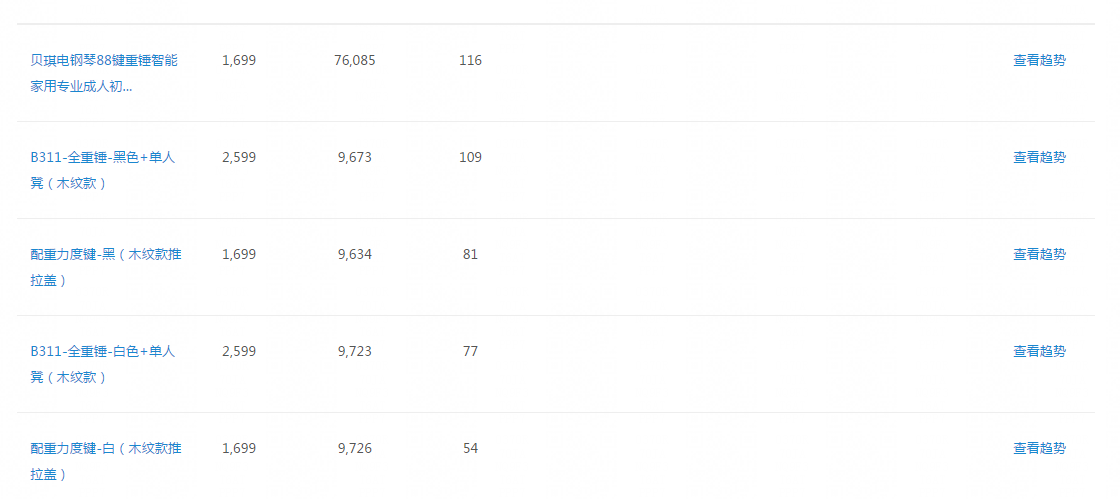 贝琪电钢琴88键重锤智能 1,699 76,085 116 查看趋势
家用专业成人初...
B311-全重锤-黑色+单人 2,599 9,673 109 查看趋势
凳（木纹款）
配重力度键-黑（木纹款推 1,699 9,634 81 查看趋势
拉盖）
B311-全重锤-白色+单人 2,599 9,723 77 查看趋势
凳（木纹款）
配重力度键-白（木纹款推 1,699 9,726 54 查看趋势
拉盖）